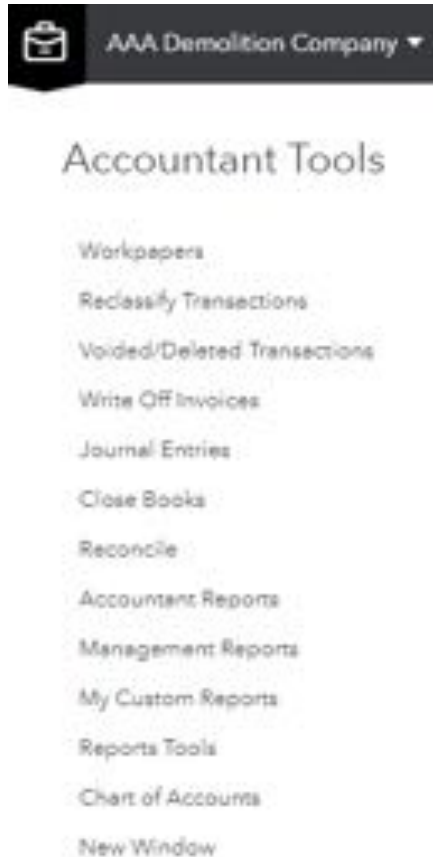 AAA Demolition Company
Accountant Tools
Workpapers
Reclassify Transactions
Voided/Deleted Transactions
Write Off Invoices
Journal Entries
Close Books
Reconcile
Accountant Reports
Management Reports
My Custom Reports
Reports Tools
Chart of Accounts
New Window